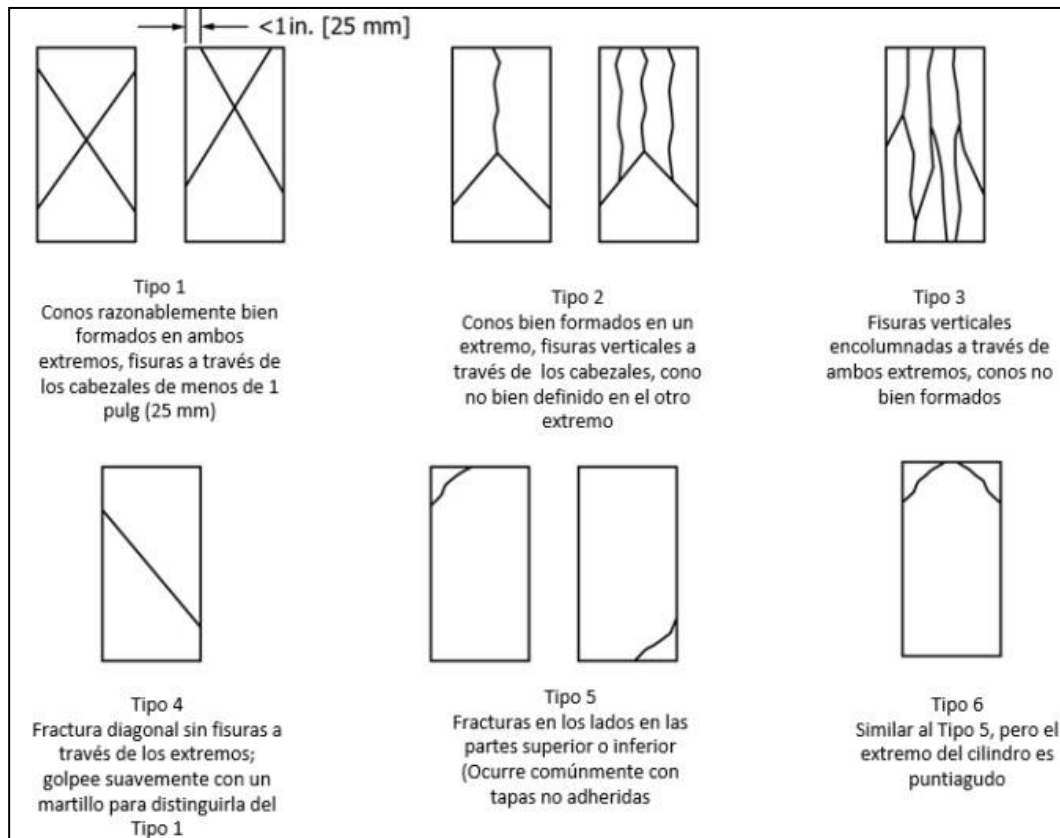 <1in. [25 mm]
Tipo 1
Conos razonablemente bien
formados en ambos
extremos, fisuras a través de
los cabezales de menos de 1
pulg (25 mm)
Tipo 2
Conos bien formados en un
extremo, fisuras verticales a
través de los cabezales, cono
no bien definido en el otro
extremo
Tipo 3
Fisuras verticales
encolumnadas a través de
ambos extremos, conos no
bien formados
Tipo 4
Fractura diagonal sin fisuras a
través de los extremos;
golpee suavemente con un
martillo para distinguirla del
Tipo 1
Tipo 5
Fracturas en los lados en las
partes superior o inferior
(Ocurre comúnmente con
tapas no adheridas
Tipo 6
Similar al Tipo 5, pero el
extremo del cilindro es
puntiagudo